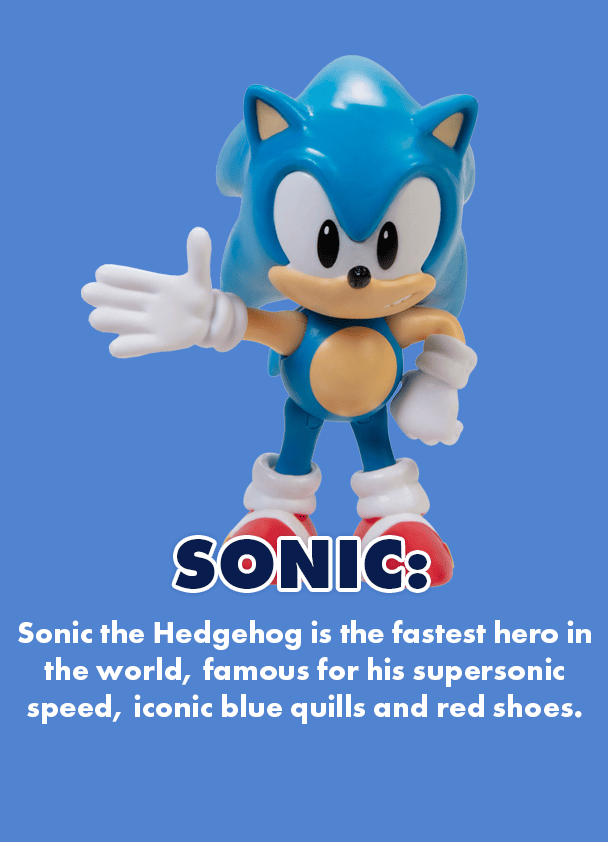 SONIC:
Sonic the Hedgehog is the fastest hero in
the world, famous for his supersonic
speed, iconic blue quills and red shoes.